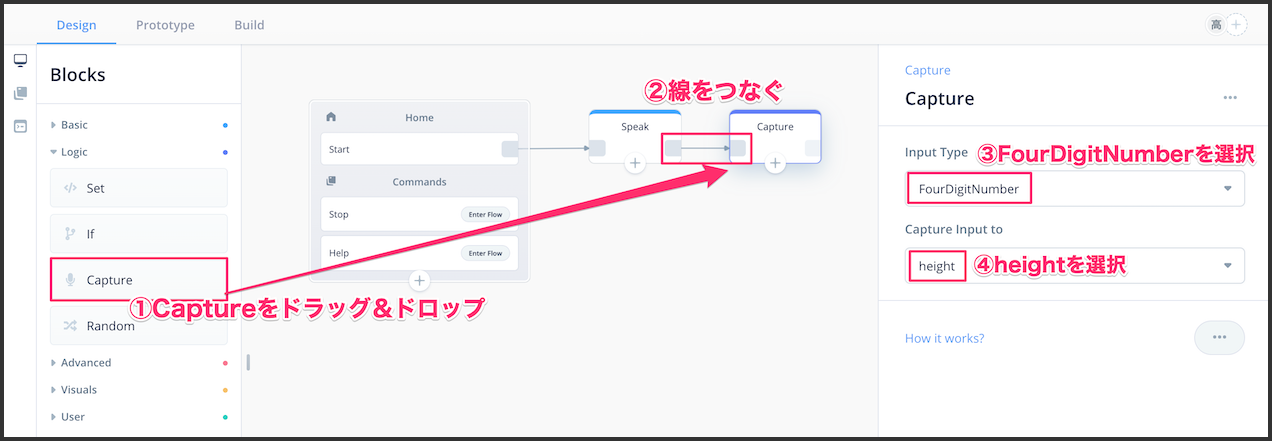 Design Prototype Build
高
Blocks
Basic
Logic
Set
If
Capture
Random
Advanced
Visuals
User
①Captureをドラッグ＆ドロップ
Home
Start
Commands
Stop Enter Flow
Help Enter Flow
②線をつなぐ
Speak
Capture
Capture
Capture
Input Type
③FourDigitNumberを選択
FourDigitNumber
Capture Input to
height
④heightを選択
How it works?